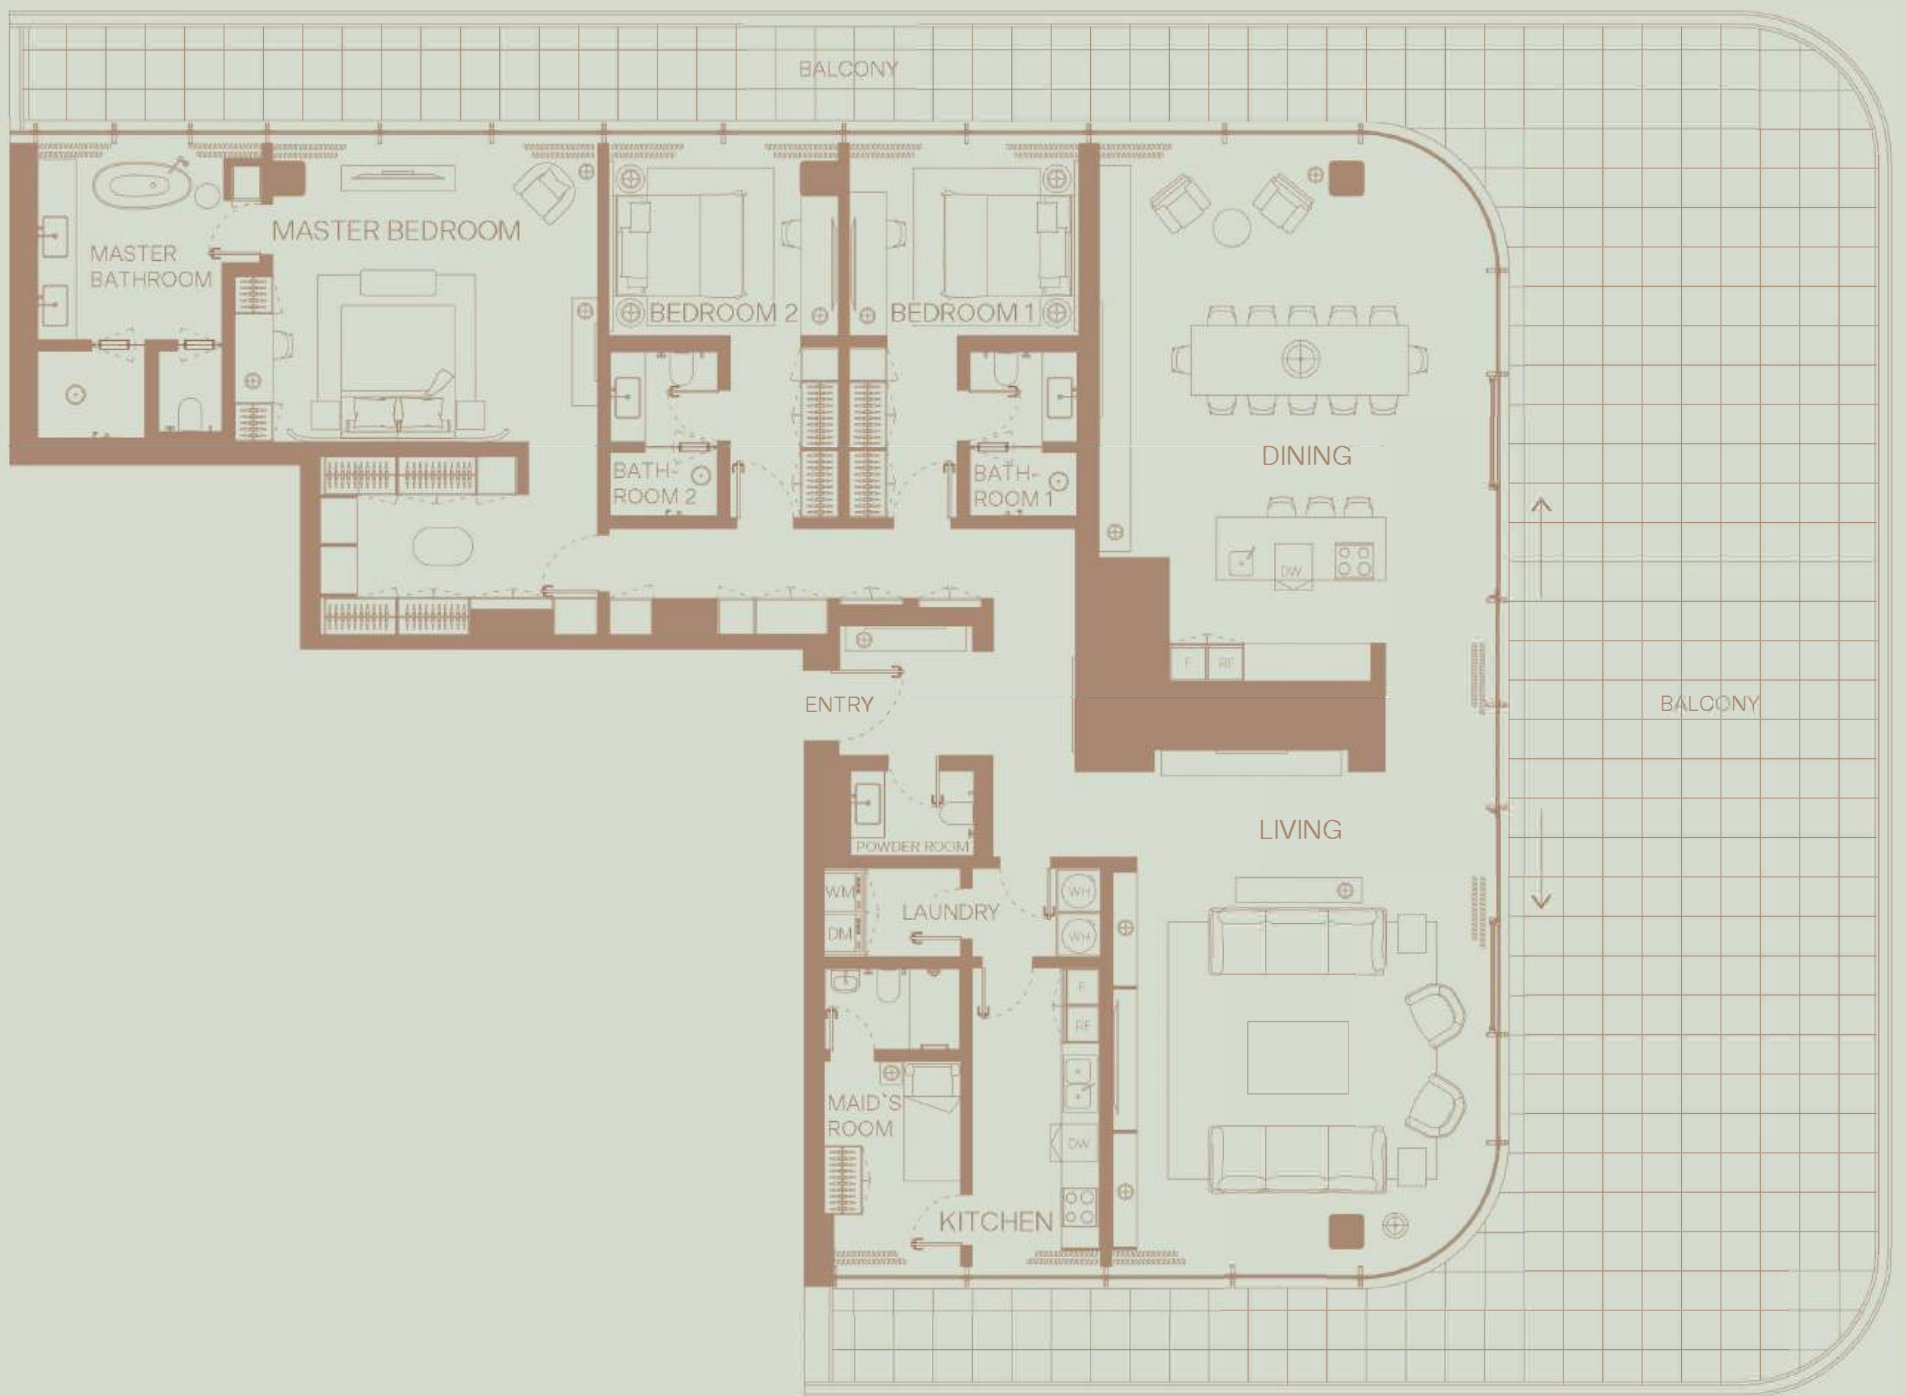 BALCONY
MASTER BEDROOM
MASTER
BATHROOM
BEDROOM 2
BEDROOM 1
DINING
BATH-
ROOM 2
BATH-
ROOM 1
DW
F
RF
ENTRY
BALCONY
LIVING
POWDER ROOM
WM
WH
LAUNDRY
DM
WH
F
RF
MAID`S
ROOM
DW
KITCHEN